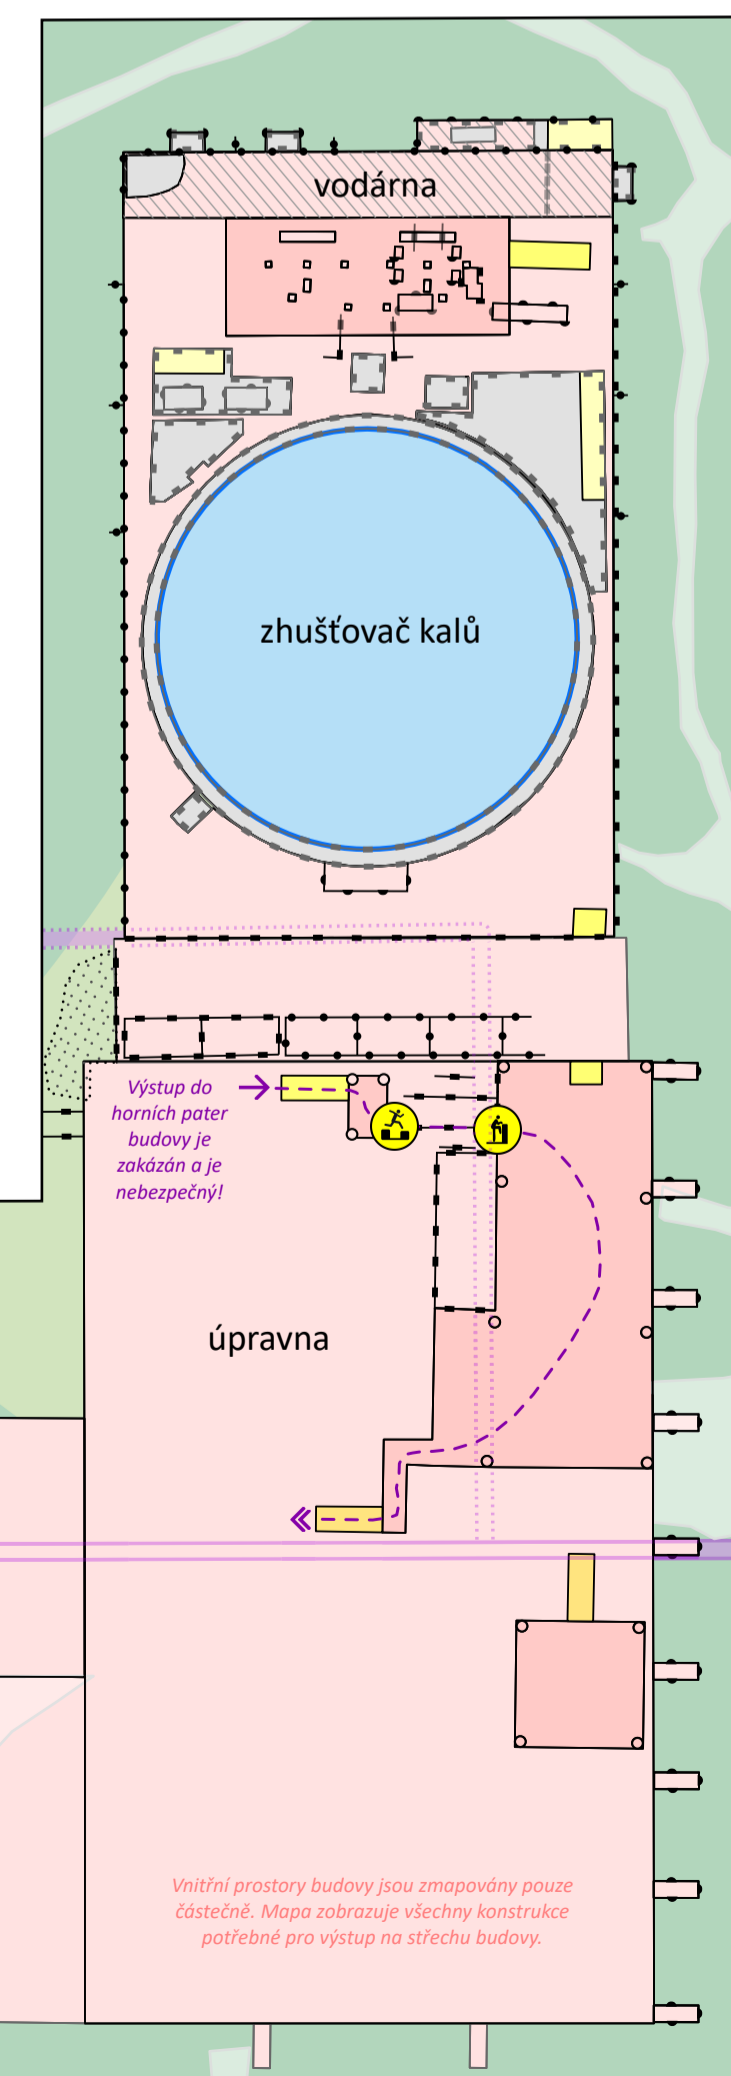 vodárna
zhušťovač kalů
Výstup do
horních pater
budovy je
zakázán a je
nebezpečný!
úpravna
Vnitřní prostory budovy jsou zmapovány pouze
částečně. Mapa zobrazuje všechny konstrukce
potřebné pro výstup na střechu budovy.